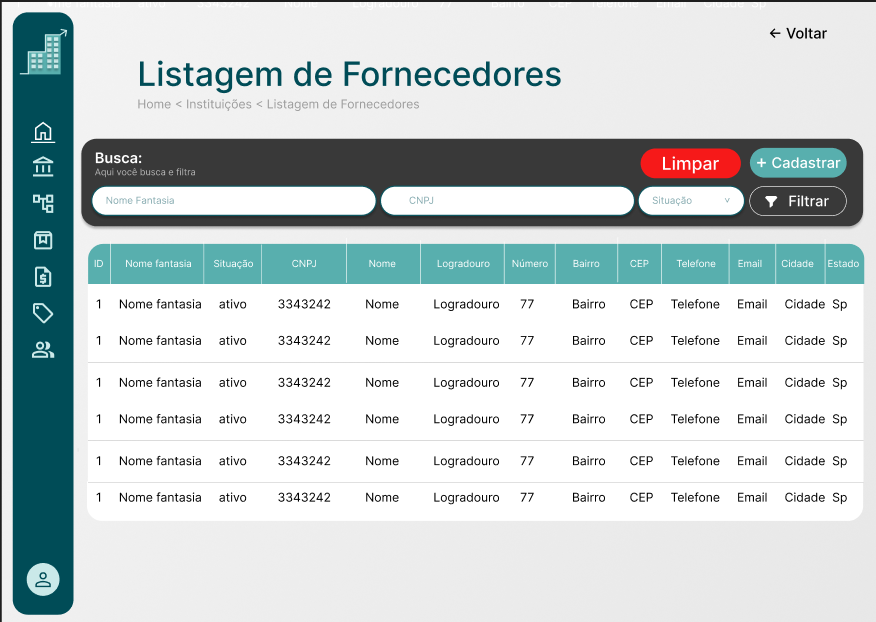 ← Voltar
Listagem de Fornecedores
Home < Instituições < Listagem de Fornecedores
Busca:
Aqui você busca e filtra
Limpar
+ Cadastrar
Nome Fantasia
CNPJ
Situação
Filtrar
ID Nome fantasia Situação CNPJ Nome Logradouro Número Bairro CEP Telefone Email Cidade Estado
1 Nome fantasia ativo 3343242 Nome Logradouro 77 Bairro CEP Telefone Email Cidade Sp
1 Nome fantasia ativo 3343242 Nome Logradouro 77 Bairro CEP Telefone Email Cidade Sp
1 Nome fantasia ativo 3343242 Nome Logradouro 77 Bairro CEP Telefone Email Cidade Sp
1 Nome fantasia ativo 3343242 Nome Logradouro 77 Bairro CEP Telefone Email Cidade Sp
1 Nome fantasia ativo 3343242 Nome Logradouro 77 Bairro CEP Telefone Email Cidade Sp
1 Nome fantasia ativo 3343242 Nome Logradouro 77 Bairro CEP Telefone Email Cidade Sp